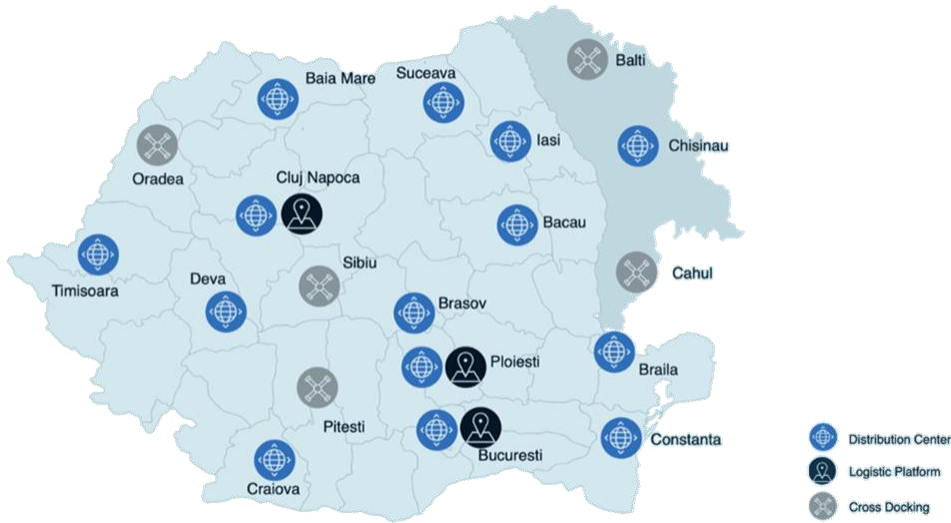 Balti
Suceava
Baia Mare
Iasi
Chisinau
Oradea
Cluj Napoca
Bacau
Sibiu
Cahul
Deva
Timisoara
Brasov
Ploiesti
Braila
Pitesti
Constanta
Bucuresti
Craiova
Distribution Center
Logistic Platform
Cross Docking